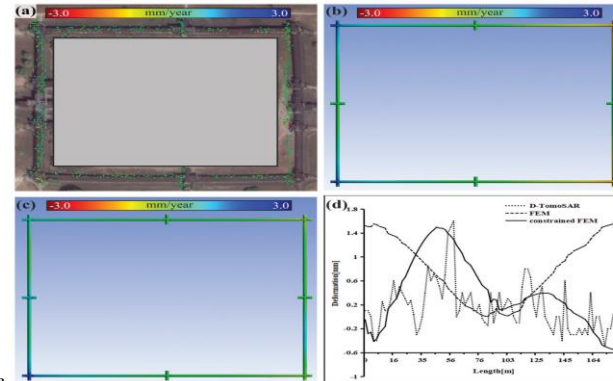 (a) -3.0 mm/year 3.0
(b) -3.0 mm/year 3.0
(c) -3.0 mm/year 3.0
(d)
D-TomoSAR
FEM
constrained FEM
1.8
1.4
1
0.6
0.2
-0.2
-0.6
-1
Deformation[mm]
0 16 35 56 76 103 125 145 164
Length[m]